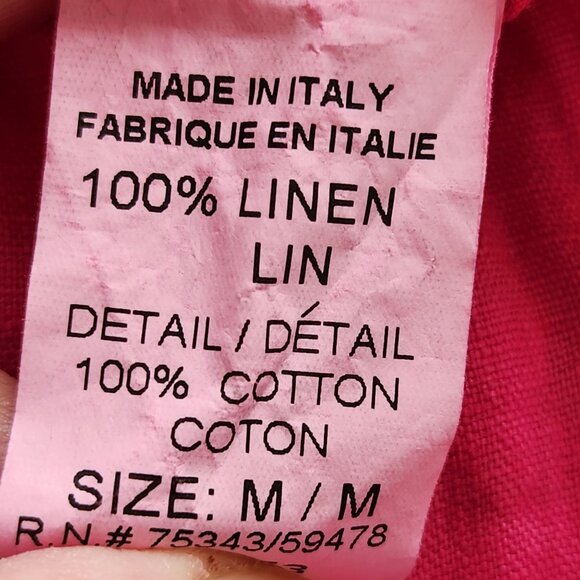 MADE IN ITALY
FABRIQUE EN ITALIE
100% LINEN
LIN
DETAIL / DÉTAIL
100% COTTON
COTON
SIZE: M / M
R.N.# 75343/59478